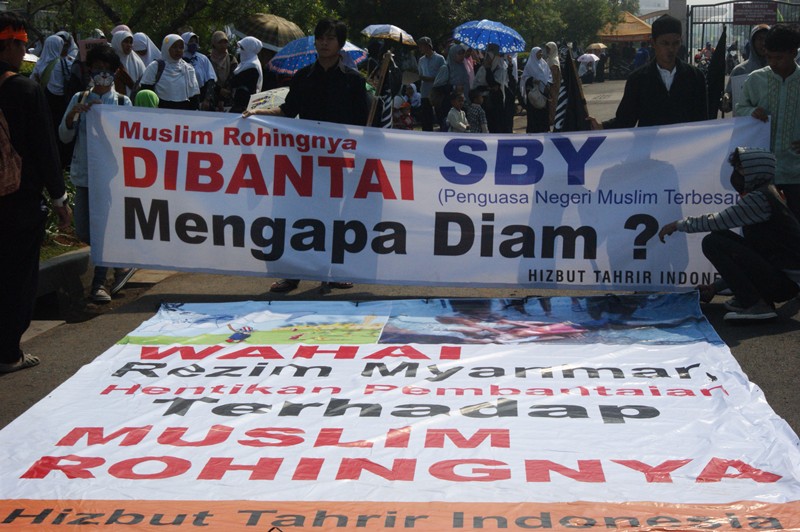 Muslim Rohingnya
DIBANTAI
SBY
(Penguasa Negeri Muslim Terbesar
Mengapa Diam ?
HIZBUT TAHRIR INDONE
WAHAI
Rezim Myanmar,
Hentikan Pembantaian
Terhadap
MUSLIM
ROHINGNYA
Hizbut Tahrir Indonesia